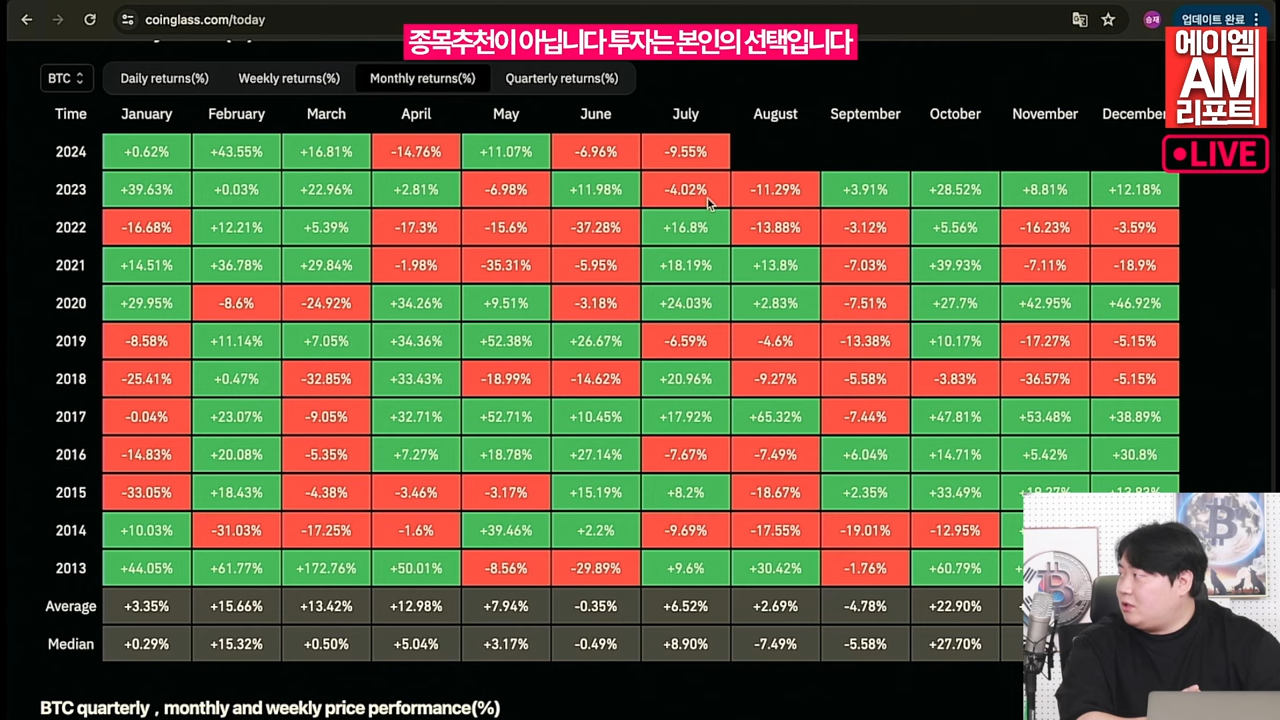 coinglass.com/today
승재
업데이트 완료
종목추천이 아닙니다 투자는 본인의 선택입니다
에이엠
AM
리포트
LIVE
BTC Daily returns(%) Weekly returns(%) Monthly returns(%) Quarterly returns(%)
Time January February March April May June July August September October November December
2024 +0.62% +43.55% +16.81% -14.76% +11.07% -6.96% -9.55%
2023 +39.63% +0.03% +22.96% +2.81% -6.98% +11.98% -4.02% -11.29% +3.91% +28.52% +8.81% +12.18%
2022 -16.68% +12.21% +5.39% -17.3% -15.6% -37.28% +16.8% -13.88% -3.12% +5.56% -16.23% -3.59%
2021 +14.51% +36.78% +29.84% -1.98% -35.31% -5.95% +18.19% +13.8% -7.03% +39.93% -7.11% -18.9%
2020 +29.95% -8.6% -24.92% +34.26% +9.51% -3.18% +24.03% +2.83% -7.51% +27.7% +42.95% +46.92%
2019 -8.58% +11.14% +7.05% +34.36% +52.38% +26.67% -6.59% -4.6% -13.38% +10.17% -17.27% -5.15%
2018 -25.41% +0.47% -32.85% +33.43% -18.99% -14.62% +20.96% -9.27% -5.58% -3.83% -36.57% -5.15%
2017 -0.04% +23.07% -9.05% +32.71% +52.71% +10.45% +17.92% +65.32% -7.44% +47.81% +53.48% +38.89%
2016 -14.83% +20.08% -5.35% +7.27% +18.78% +27.14% -7.67% -7.49% +6.04% +14.71% +5.42% +30.8%
2015 -33.05% +18.43% -4.38% -3.46% -3.17% +15.19% +8.2% -18.67% +2.35% +33.49%
2014 +10.03% -31.03% -17.25% -1.6% +39.46% +2.2% -9.69% -17.55% -19.01% -12.95%
2013 +44.05% +61.77% +172.76% +50.01% -8.56% -29.89% +9.6% +30.42% -1.76% +60.79%
Average +3.35% +15.66% +13.42% +12.98% +7.94% -0.35% +6.52% +2.69% -4.78% +22.90%
Median +0.29% +15.32% +0.50% +5.04% +3.17% -0.49% +8.90% -7.49% -5.58% +27.70%
BTC quarterly , monthly and weekly price performance(%)